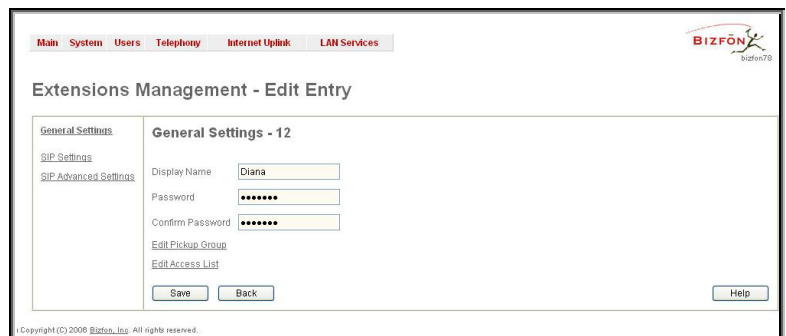 Main System Users Telephony Internet Uplink LAN Services
BIZFŌN
bizfon78
Extensions Management - Edit Entry
General Settings
SIP Settings
SIP Advanced Settings
General Settings - 12
Display Name Diana
Password •••••••
Confirm Password •••••••
Edit Pickup Group
Edit Access List
Save Back Help
Copyright (C) 2006 Bizfon, Inc. All rights reserved.